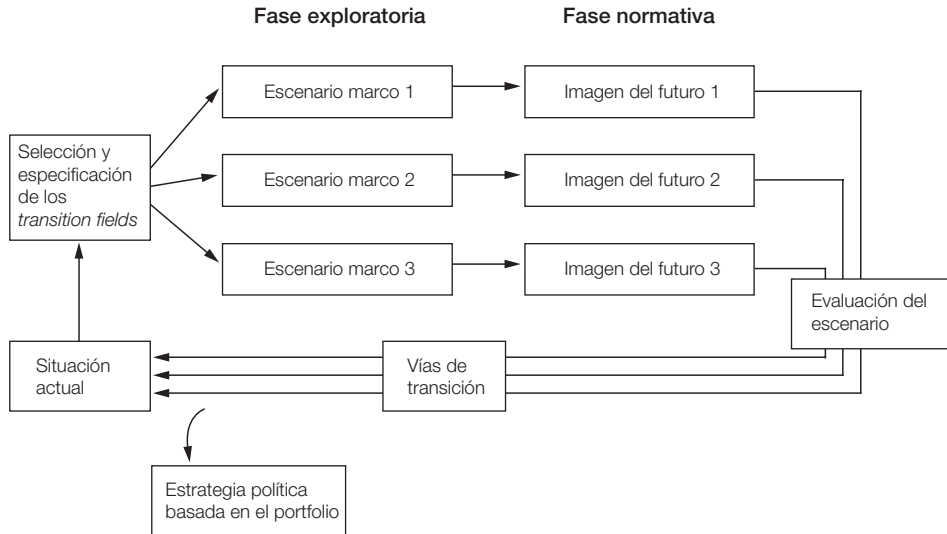 Fase exploratoria
Fase normativa
Escenario marco 1
Imagen del futuro 1
Selección y
especificación
de los
transition fields
Escenario marco 2
Imagen del futuro 2
Escenario marco 3
Imagen del futuro 3
Evaluación del
escenario
Situación
actual
Vías de
transición
Estrategia política
basada en el portfolio